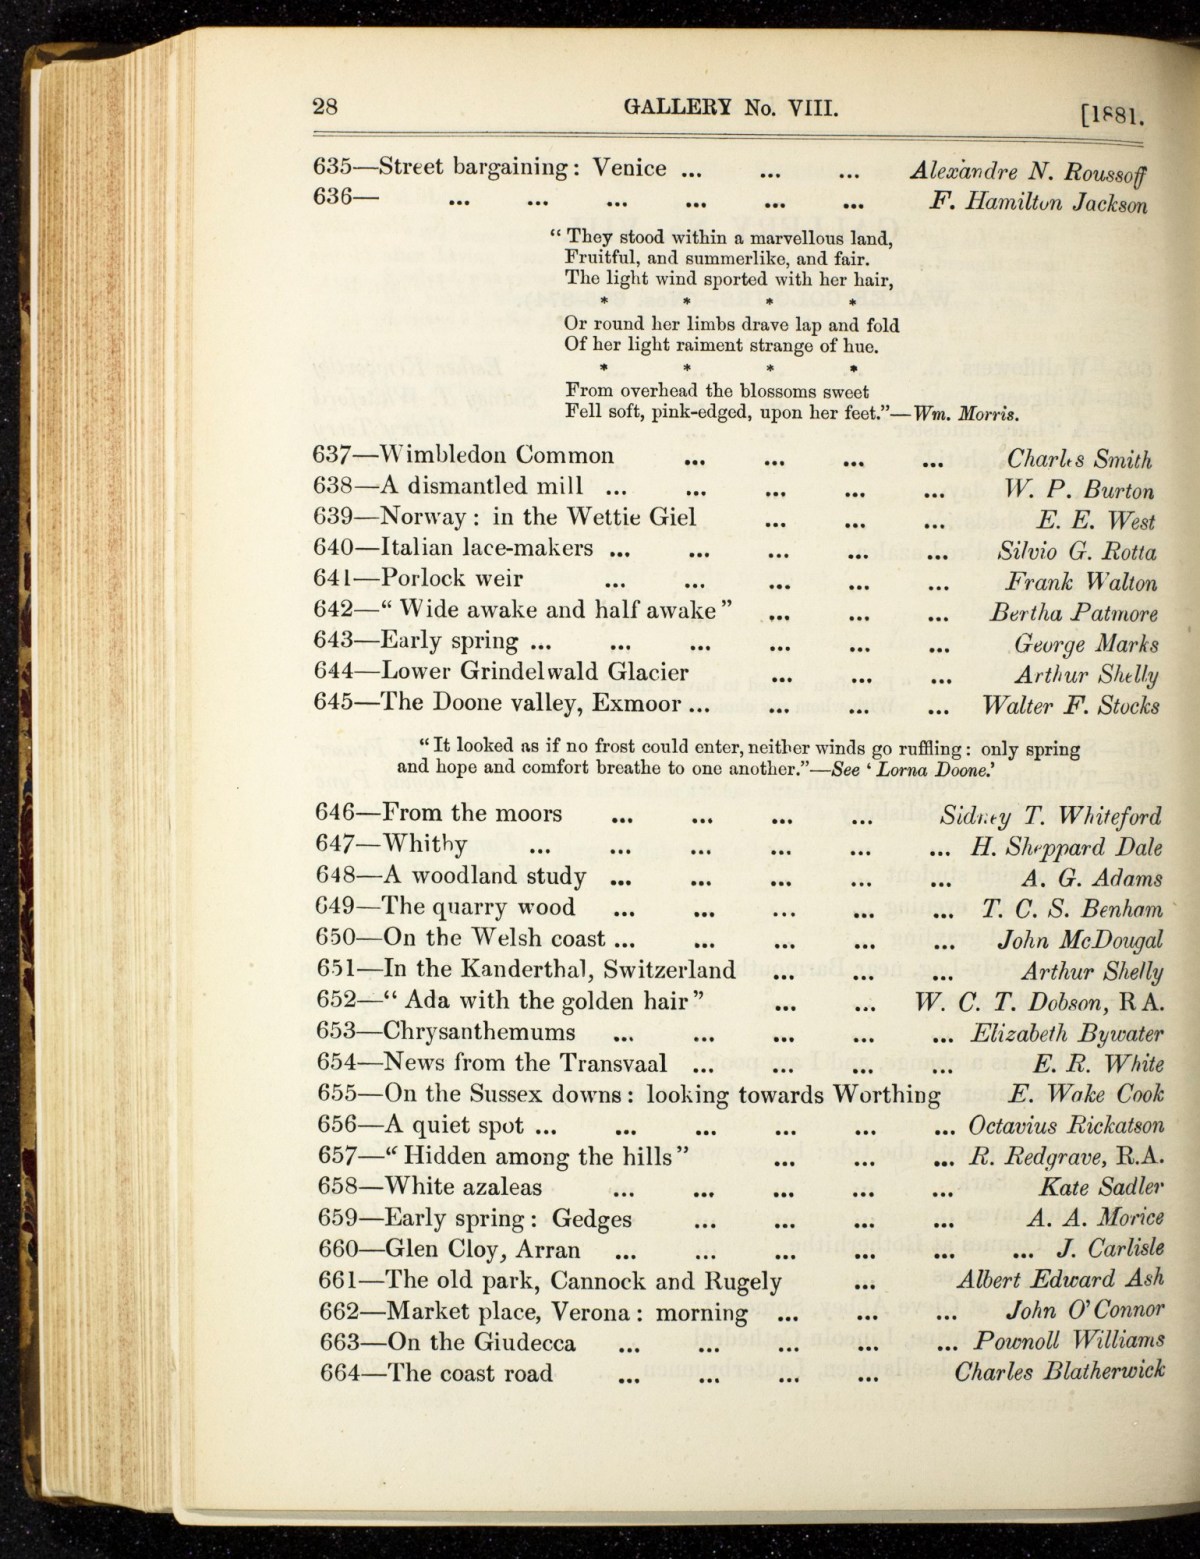 28 GALLERY No. VIII. [1881.
635—Street bargaining: Venice ... ... ... Alexandre N. Roussoff
636— ... ... ... ... ... ... F. Hamilton Jackson
“They stood within a marvellous land,
Fruitful, and summerlike, and fair.
The light wind sported with her hair,
* * * *
Or round her limbs drave lap and fold
Of her light raiment strange of hue.
* * * *
From overhead the blossoms sweet
Fell soft, pink-edged, upon her feet.”—Wm. Morris.
637—Wimbledon Common ... ... ... ... Charles Smith
638—A dismantled mill ... ... ... ... ... W. P. Burton
639—Norway: in the Wettie Giel ... ... ... E. E. West
640—Italian lace-makers ... ... ... ... ... Silvio G. Rotta
641—Porlock weir ... ... ... ... ... Frank Walton
642—“Wide awake and half awake” ... ... ... Bertha Patmore
643—Early spring ... ... ... ... ... ... George Marks
644—Lower Grindelwald Glacier ... ... ... Arthur Shelly
645—The Doone valley, Exmoor ... ... ... ... Walter F. Stocks
“It looked as if no frost could enter, neither winds go ruffling: only spring
and hope and comfort breathe to one another.”—See ‘Lorna Doone.’
646—From the moors ... ... ... ... Sidney T. Whiteford
647—Whitby ... ... ... ... ... ... H. Sheppard Dale
648—A woodland study ... ... ... ... ... A. G. Adams
649—The quarry wood ... ... ... ... ... T. C. S. Benham
650—On the Welsh coast ... ... ... ... ... John McDougal
651—In the Kanderthal, Switzerland ... ... ... Arthur Shelly
652—“Ada with the golden hair” ... ... W. C. T. Dobson, R A.
653—Chrysanthemums ... ... ... ... ... Elizabeth Bywater
654—News from the Transvaal ... ... ... ... E. R. White
655—On the Sussex downs: looking towards Worthing E. Wake Cook
656—A quiet spot ... ... ... ... ... ... Octavius Rickatson
657—“Hidden among the hills” ... ... ... R. Redgrave, R.A.
658—White azaleas ... ... ... ... ... Kate Sadler
659—Early spring: Gedges ... ... ... ... A. A. Morice
660—Glen Cloy, Arran ... ... ... ... ... ... J. Carlisle
661—The old park, Cannock and Rugely ... Albert Edward Ash
662—Market place, Verona: morning ... ... ... John O'Connor
663—On the Giudecca ... ... ... ... ... Pownoll Williams
664—The coast road ... ... ... ... Charles Blatherwick